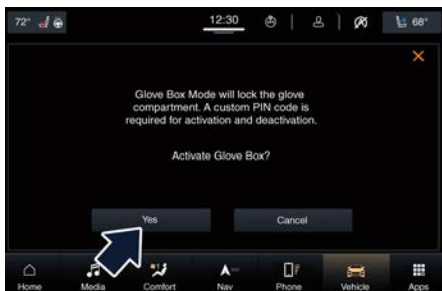 72° 12:30 68°
Glove Box Mode will lock the glove
compartment. A custom PIN code is
required for activation and deactivation.
Activate Glove Box?
Yes Cancel
Home Media Comfort Nav Phone Vehicle Apps